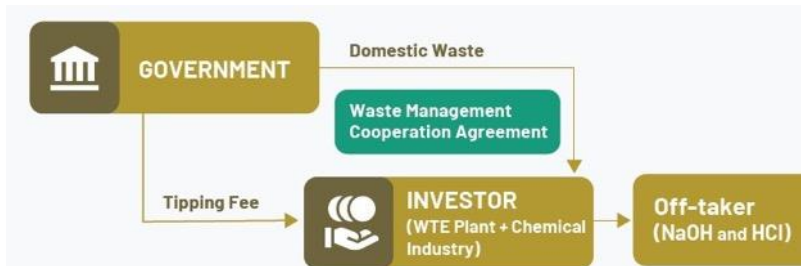 GOVERNMENT
Domestic Waste
Waste Management
Cooperation Agreement
Tipping Fee
INVESTOR
(WTE Plant + Chemical
Industry)
Off-taker
(NaOH and HCl)